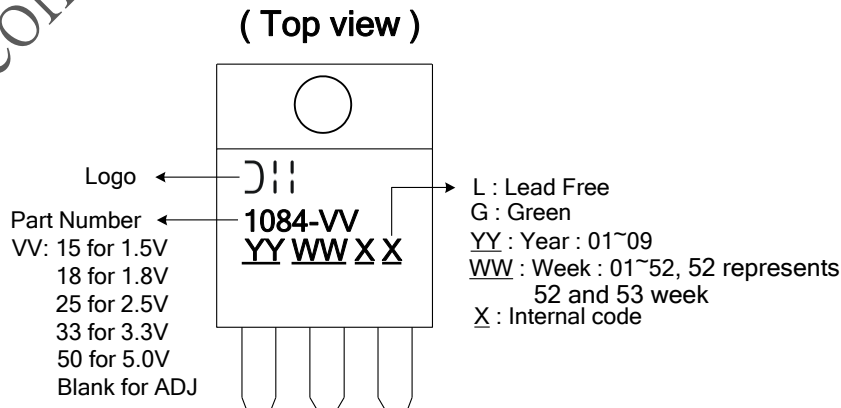 ( Top view )
Logo
Part Number
VV: 15 for 1.5V
18 for 1.8V
25 for 2.5V
33 for 3.3V
50 for 5.0V
Blank for ADJ
1084-VV
YY WW X X
L : Lead Free
G : Green
YY : Year : 01~09
WW : Week : 01~52, 52 represents
52 and 53 week
X : Internal code